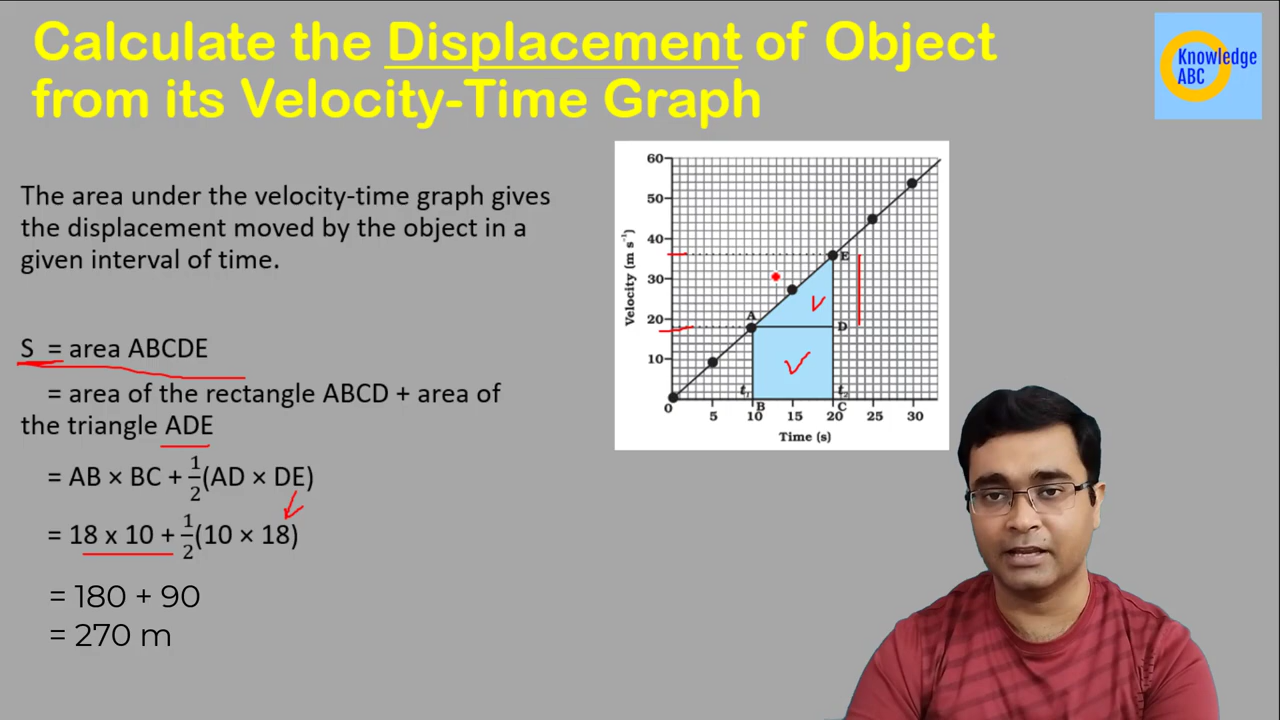 Calculate the Displacement of Object
from its Velocity-Time Graph
Knowledge
ABC
The area under the velocity-time graph gives
the displacement moved by the object in a
given interval of time.
S = area ABCDE
= area of the rectangle ABCD + area of
the triangle ADE
= AB × BC + 1/2(AD × DE)
= 18 x 10 + 1/2(10 × 18)
= 180 + 90
= 270 m
60
50
40
30
20
10
0
Velocity (m s⁻¹)
A
E
D
t₁
t₂
B
C
5
10
15
20
25
30
Time (s)